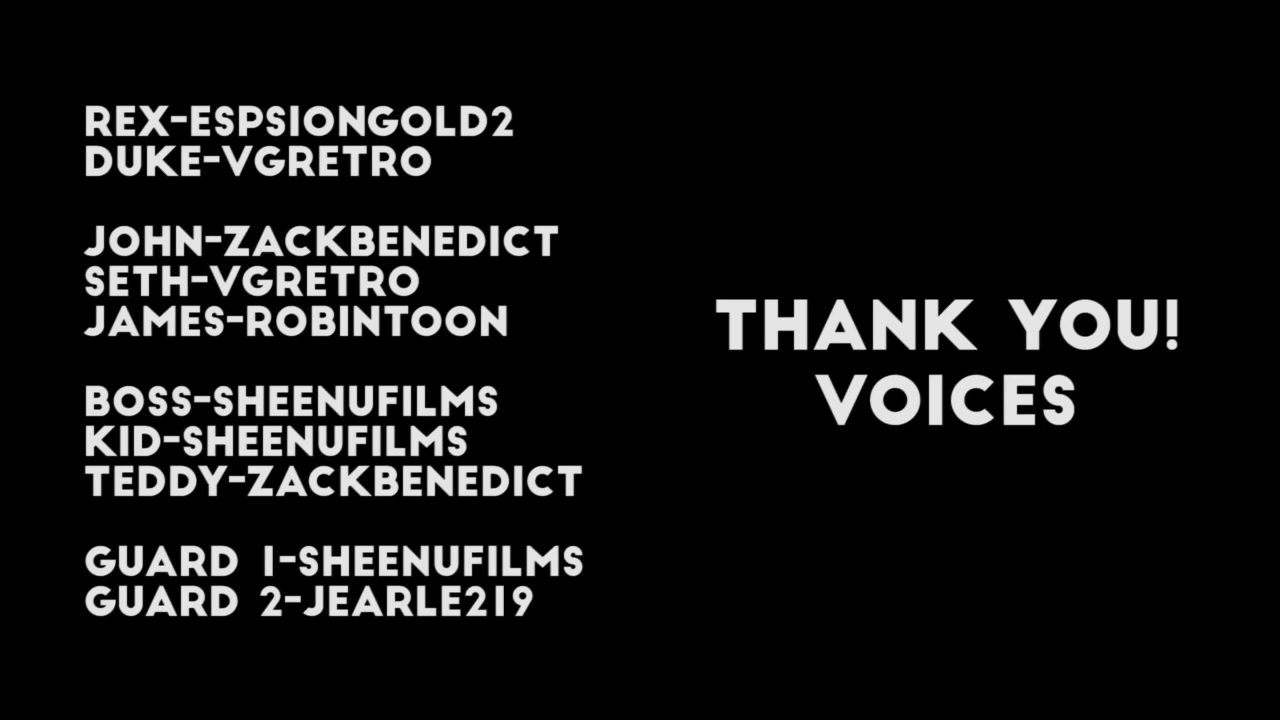 REX-ESPSIONGOLD2
DUKE-VGRETRO
JOHN-ZACKBENEDICT
SETH-VGRETRO
JAMES-ROBINTOON
BOSS-SHEENUFILMS
KID-SHEENUFILMS
TEDDY-ZACKBENEDICT
GUARD 1-SHEENUFILMS
GUARD 2-JEARLE219
THANK YOU!
VOICES